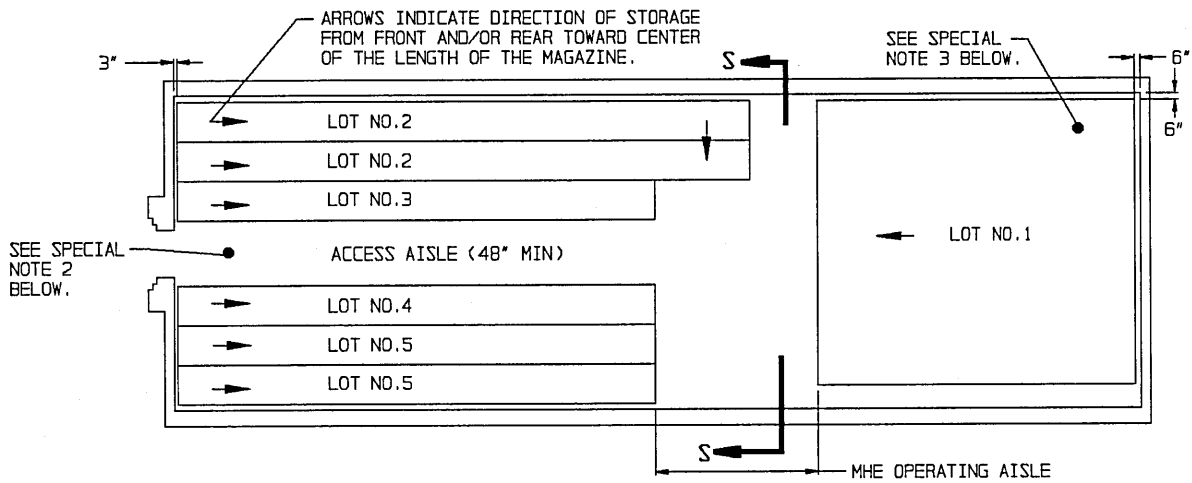 ARROWS INDICATE DIRECTION OF STORAGE
FROM FRONT AND/OR REAR TOWARD CENTER
OF THE LENGTH OF THE MAGAZINE.
3"
S
SEE SPECIAL
NOTE 3 BELOW.
6"
6"
LOT NO.2
LOT NO.2
LOT NO.3
SEE SPECIAL
NOTE 2
BELOW.
ACCESS AISLE (48" MIN)
LOT NO.1
LOT NO.4
LOT NO.5
LOT NO.5
S
MHE OPERATING AISLE